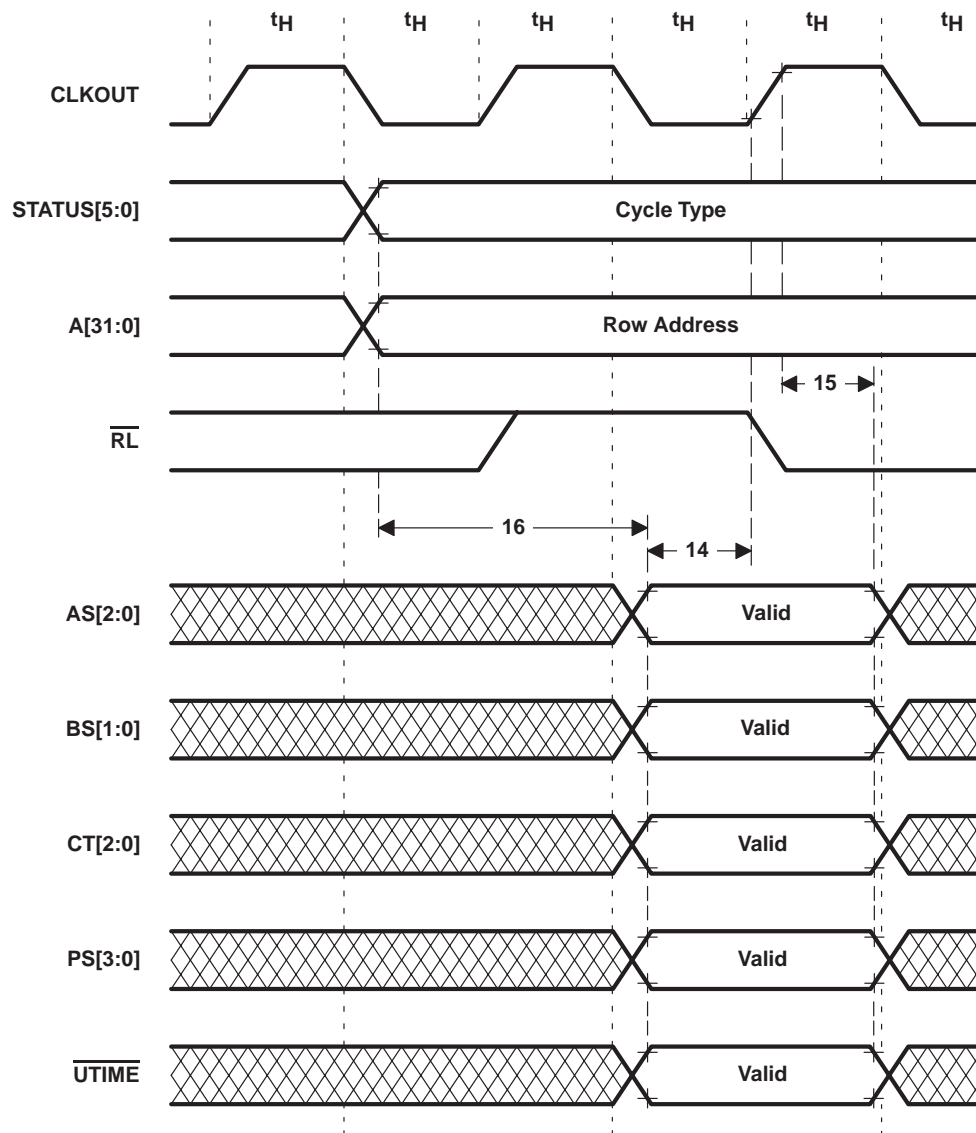 tH tH tH tH tH tH
CLKOUT
STATUS[5:0] Cycle Type
A[31:0] Row Address
15
RL
16
14
AS[2:0] Valid
BS[1:0] Valid
CT[2:0] Valid
PS[3:0] Valid
UTIME Valid